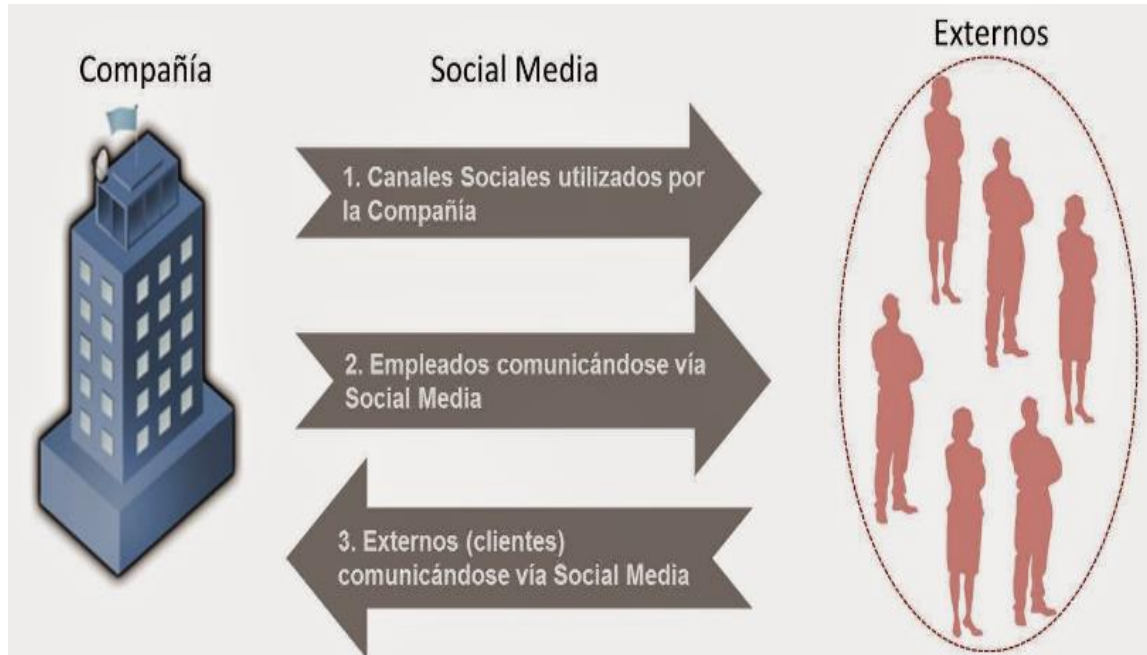 Compañía
Social Media
Externos
1. Canales Sociales utilizados por
la Compañía
2. Empleados comunicándose vía
Social Media
3. Externos (clientes)
comunicándose vía Social Media